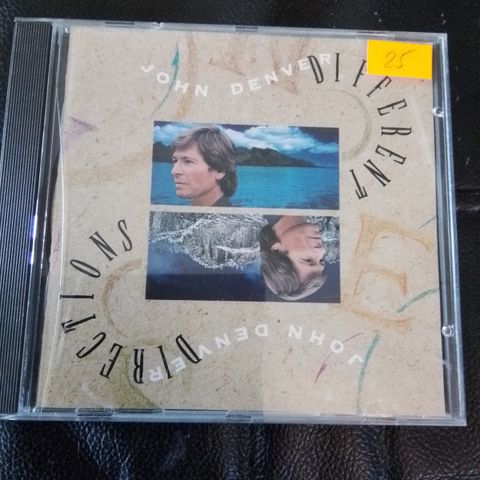 25
JOHN DENVER
DIFFERENT
DIRECTIONS
JOHN DENVER